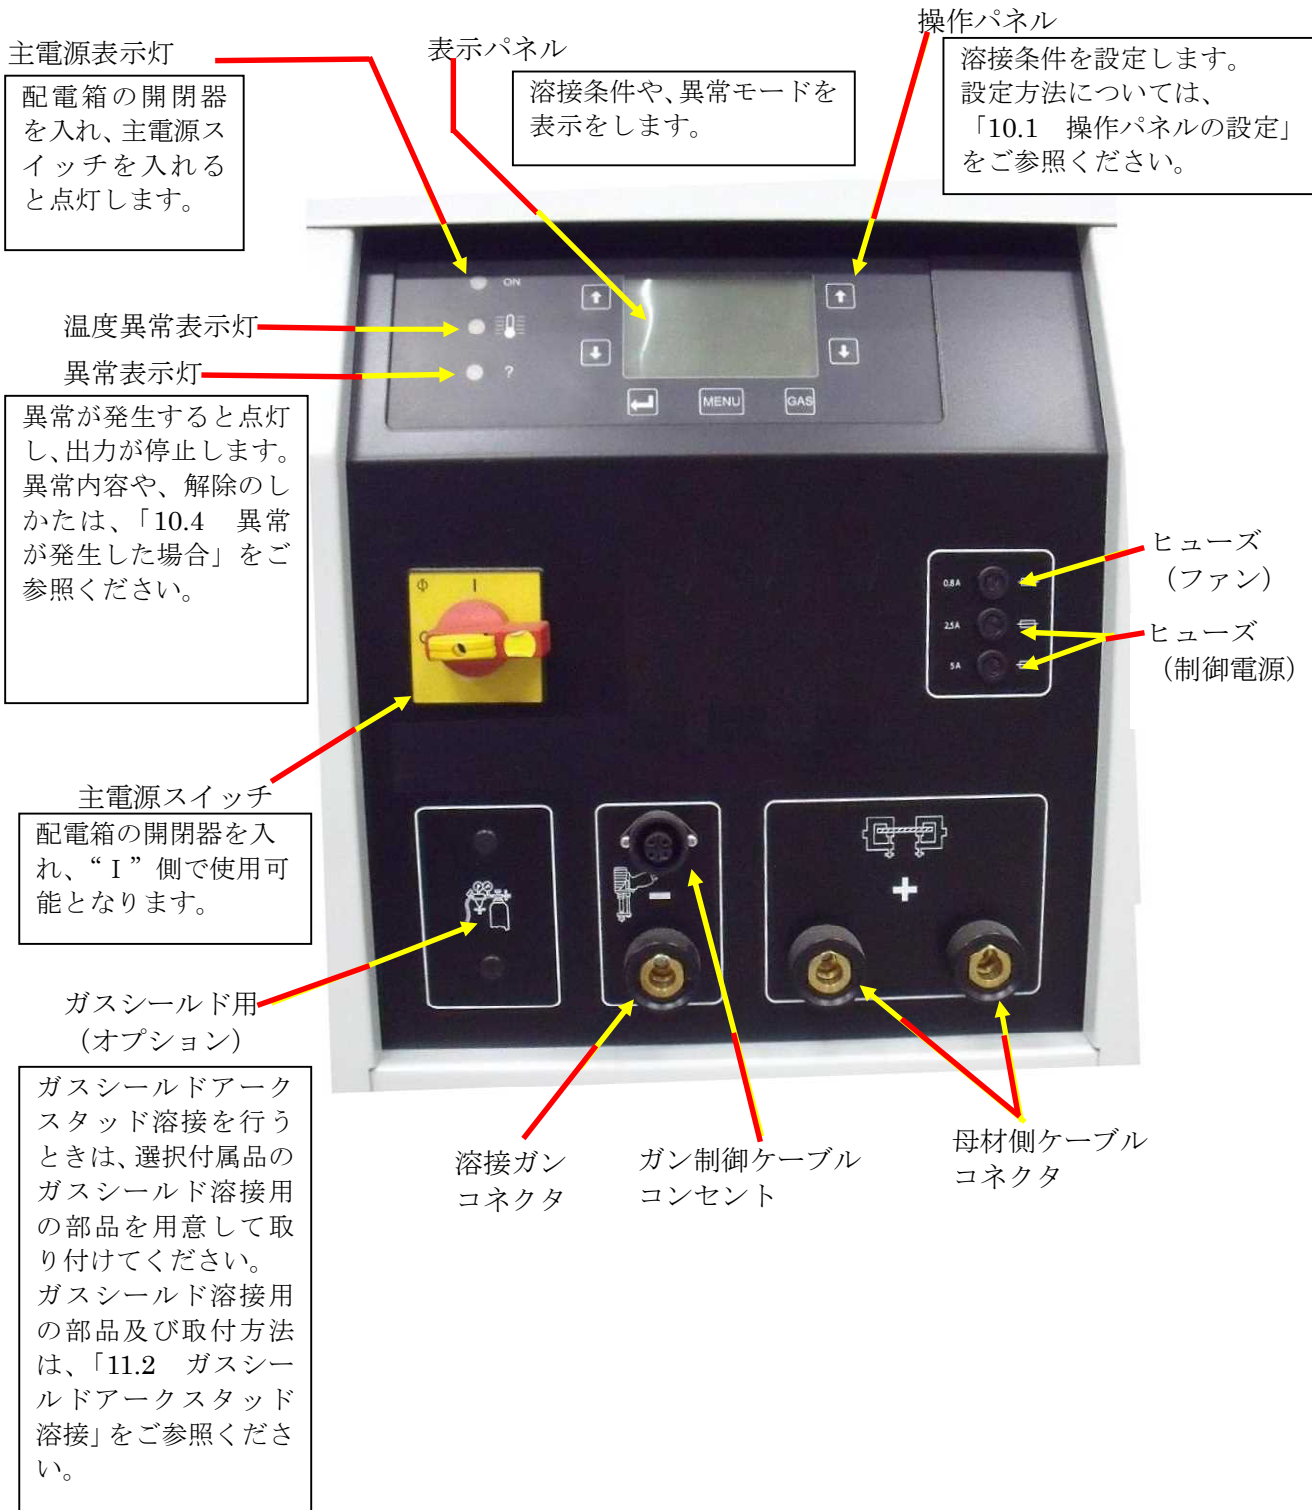 操作パネル
溶接条件を設定します。
設定方法については、
「10.1　操作パネルの設定」
をご参照ください。
主電源表示灯
配電箱の開閉器
を入れ、主電源ス
イッチを入れる
と点灯します。
表示パネル
溶接条件や、異常モードを
表示をします。
温度異常表示灯
異常表示灯
異常が発生すると点灯
し、出力が停止します。
異常内容や、解除のし
かたは、「10.4　異常
が発生した場合」をご
参照ください。
ON
?
MENU
GAS
I
0,8A
2,5A
5A
ヒューズ
（ファン）
ヒューズ
（制御電源）
主電源スイッチ
配電箱の開閉器を入
れ、“Ｉ”側で使用可
能となります。
ガスシールド用
（オプション）
ガスシールドアーク
スタッド溶接を行う
ときは、選択付属品の
ガスシールド溶接用
の部品を用意して取
り付けてください。
ガスシールド溶接用
の部品及び取付方法
は、「11.2　ガスシー
ルドアークスタッド
溶接」をご参照くださ
い。
溶接ガン
コネクタ
ガン制御ケーブル
コンセント
母材側ケーブル
コネクタ